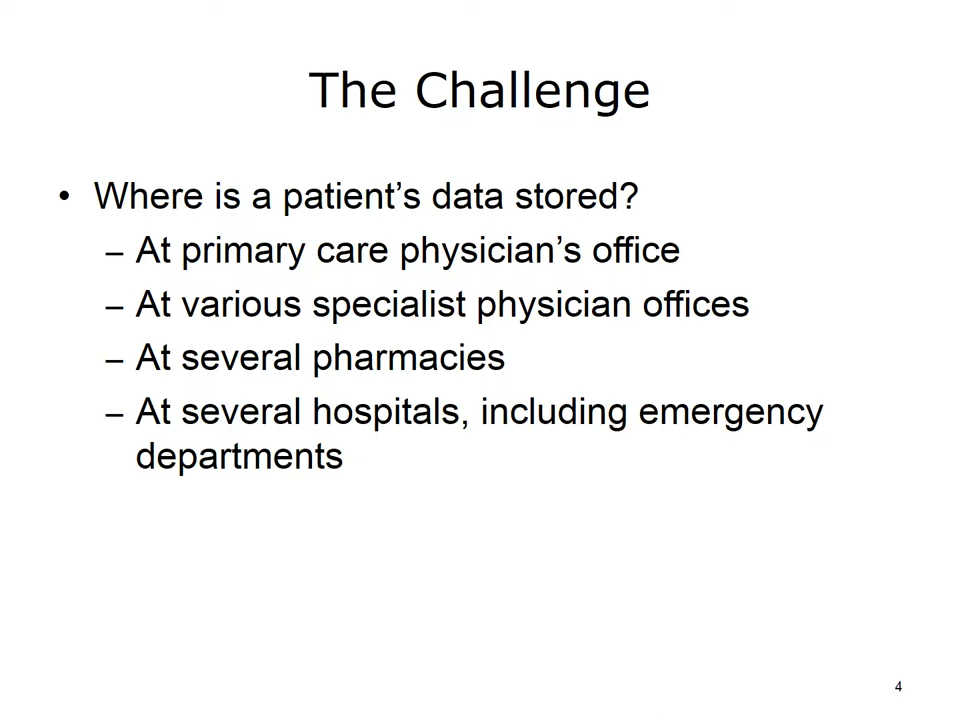 The Challenge
• Where is a patient’s data stored?
– At primary care physician’s office
– At various specialist physician offices
– At several pharmacies
– At several hospitals, including emergency
departments
4